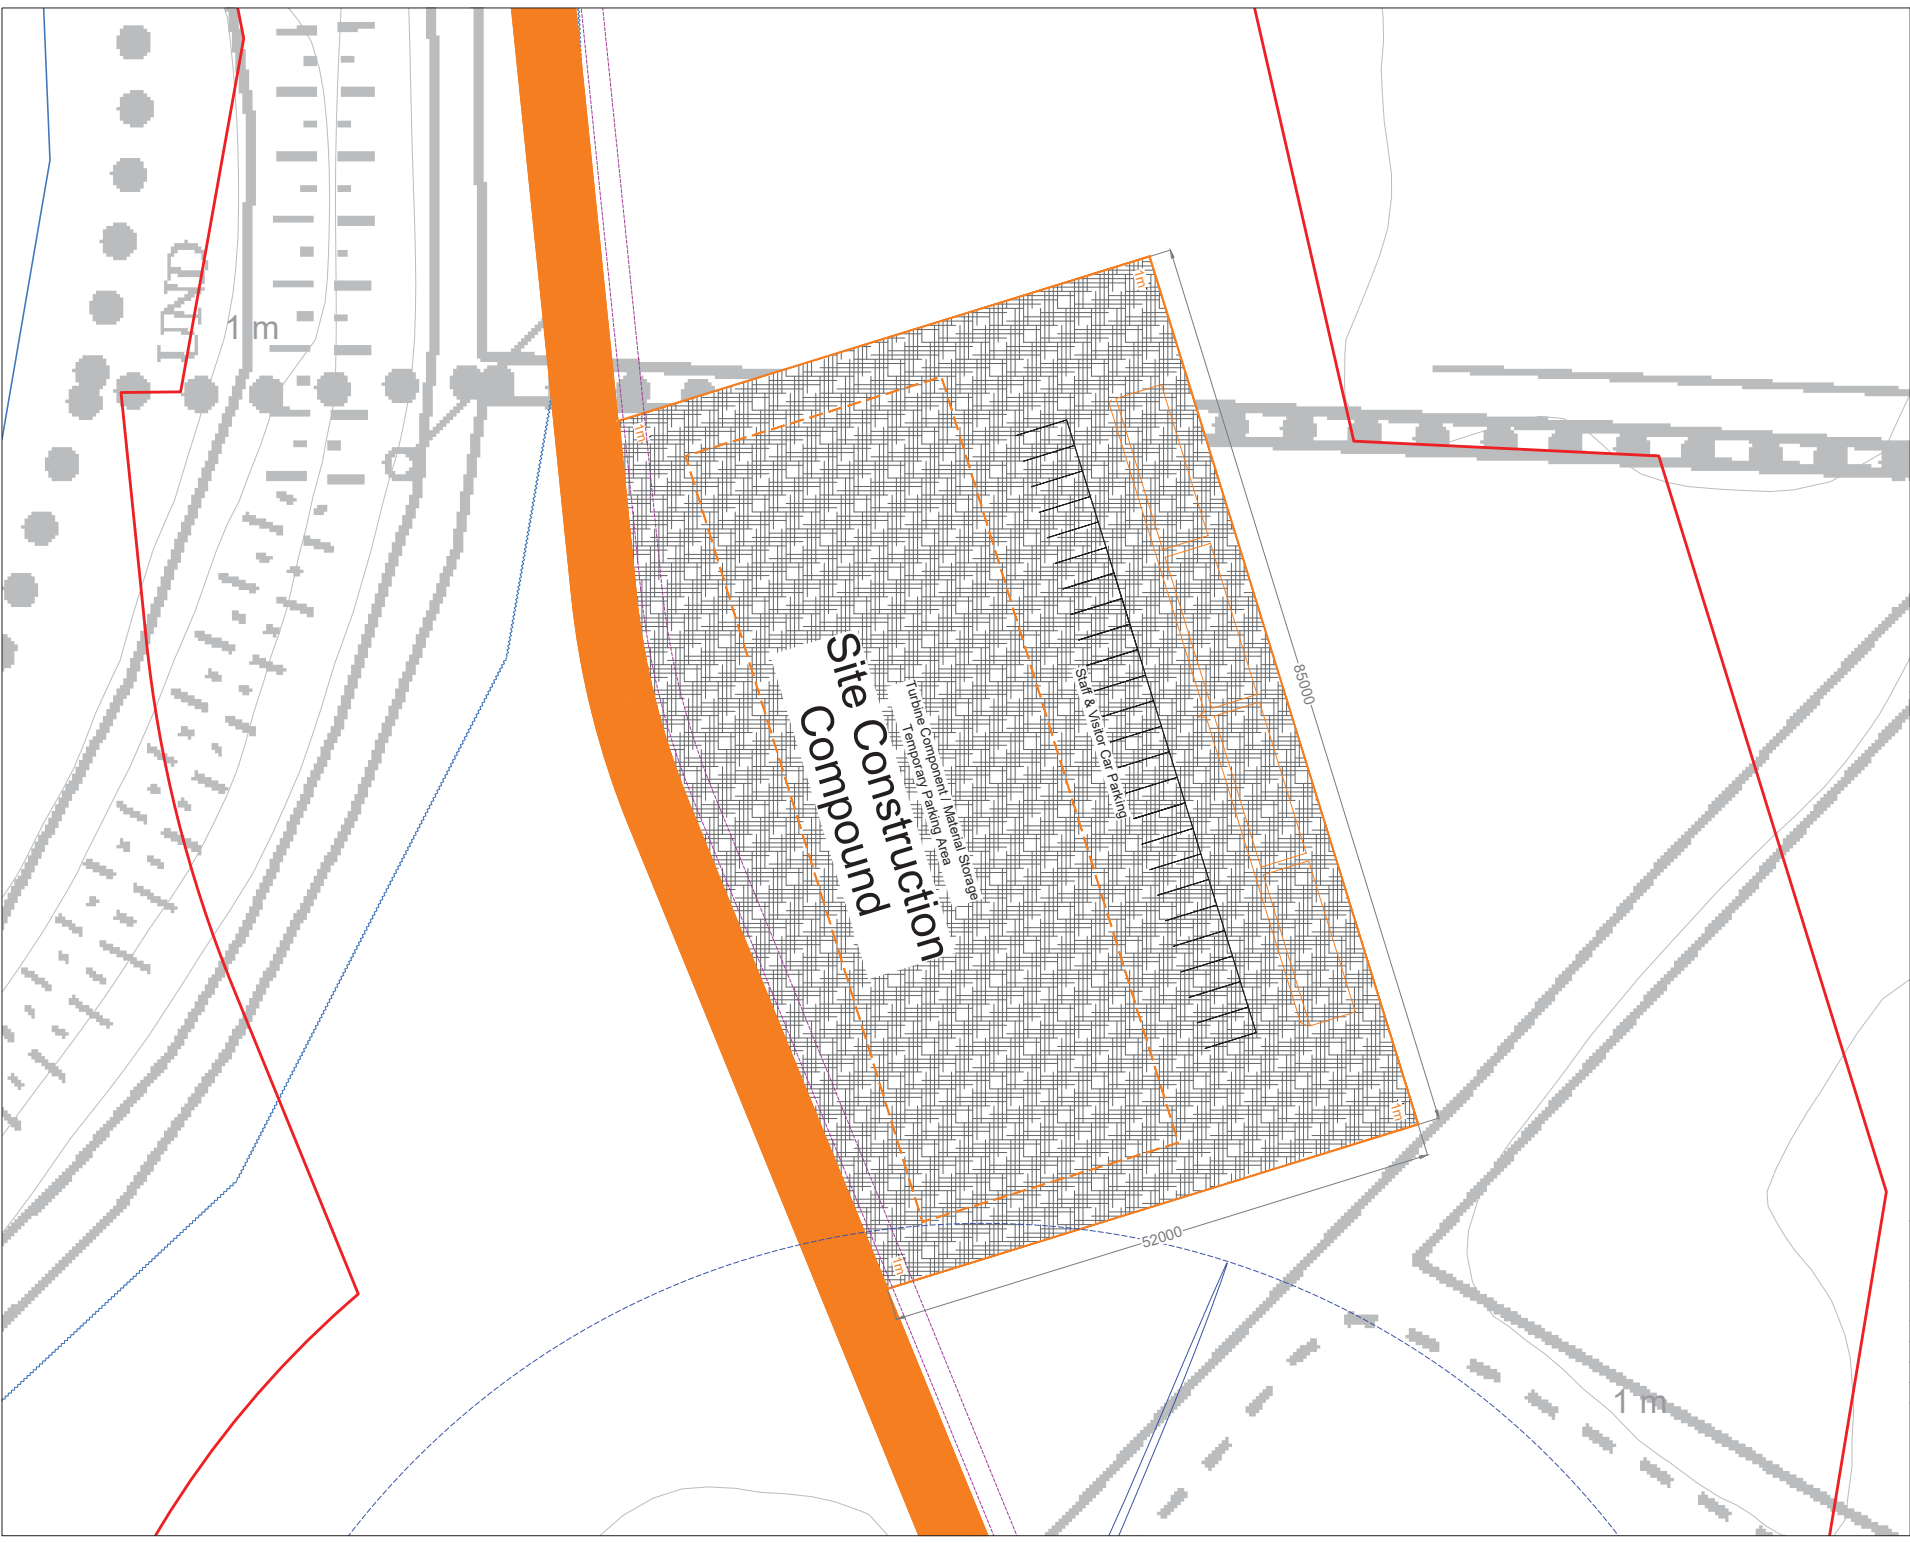 UND
1 m
1m
1m
85000
Site Construction
Compound
Turbine Component / Material Storage
Temporary Parking Area
Staff & Visitor Car Parking
1m
1m
52000
1 m